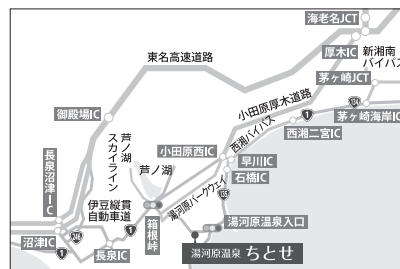 海老名JCT
厚木IC
新湘南
バイパス
東名高速道路
茅ヶ崎JCT
小田原厚木道路
134
茅ヶ崎海岸IC
御殿場IC
1
西湘バイパス
西湘二宮IC
芦ノ湖
スカイライン
芦ノ湖
小田原西IC
早川IC
石橋IC
長泉
沼津
IC
湯河原パークウェイ
135
伊豆縦貫
自動車道
箱根峠
湯河原温泉入口
246
1
沼津IC
長泉IC
1
湯河原温泉 ちとせ